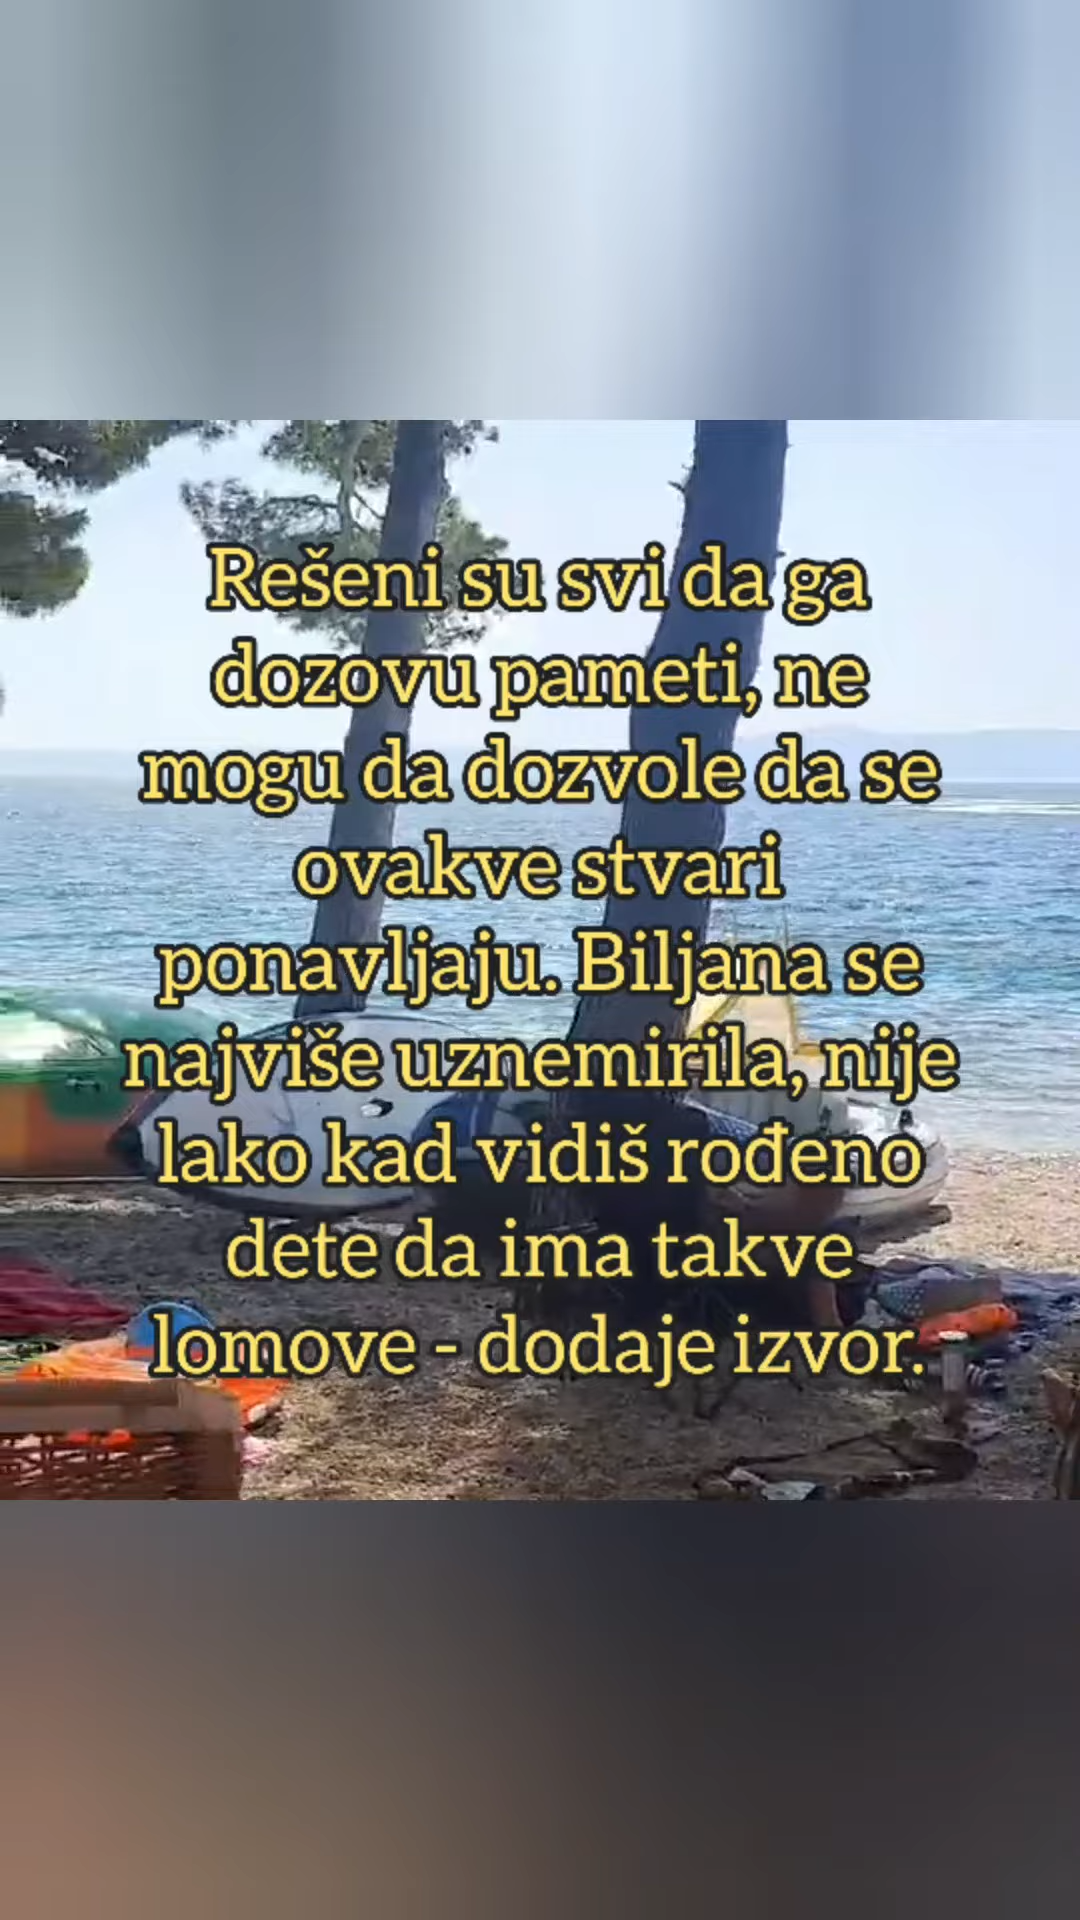 Rešeni su svi da ga
dozovu pameti, ne
mogu da dozvole da se
ovakve stvari
ponavljaju. Biljana se
najviše uznemirila, nije
lako kad vidiš rođeno
dete da ima takve
lomove - dodaje izvor.